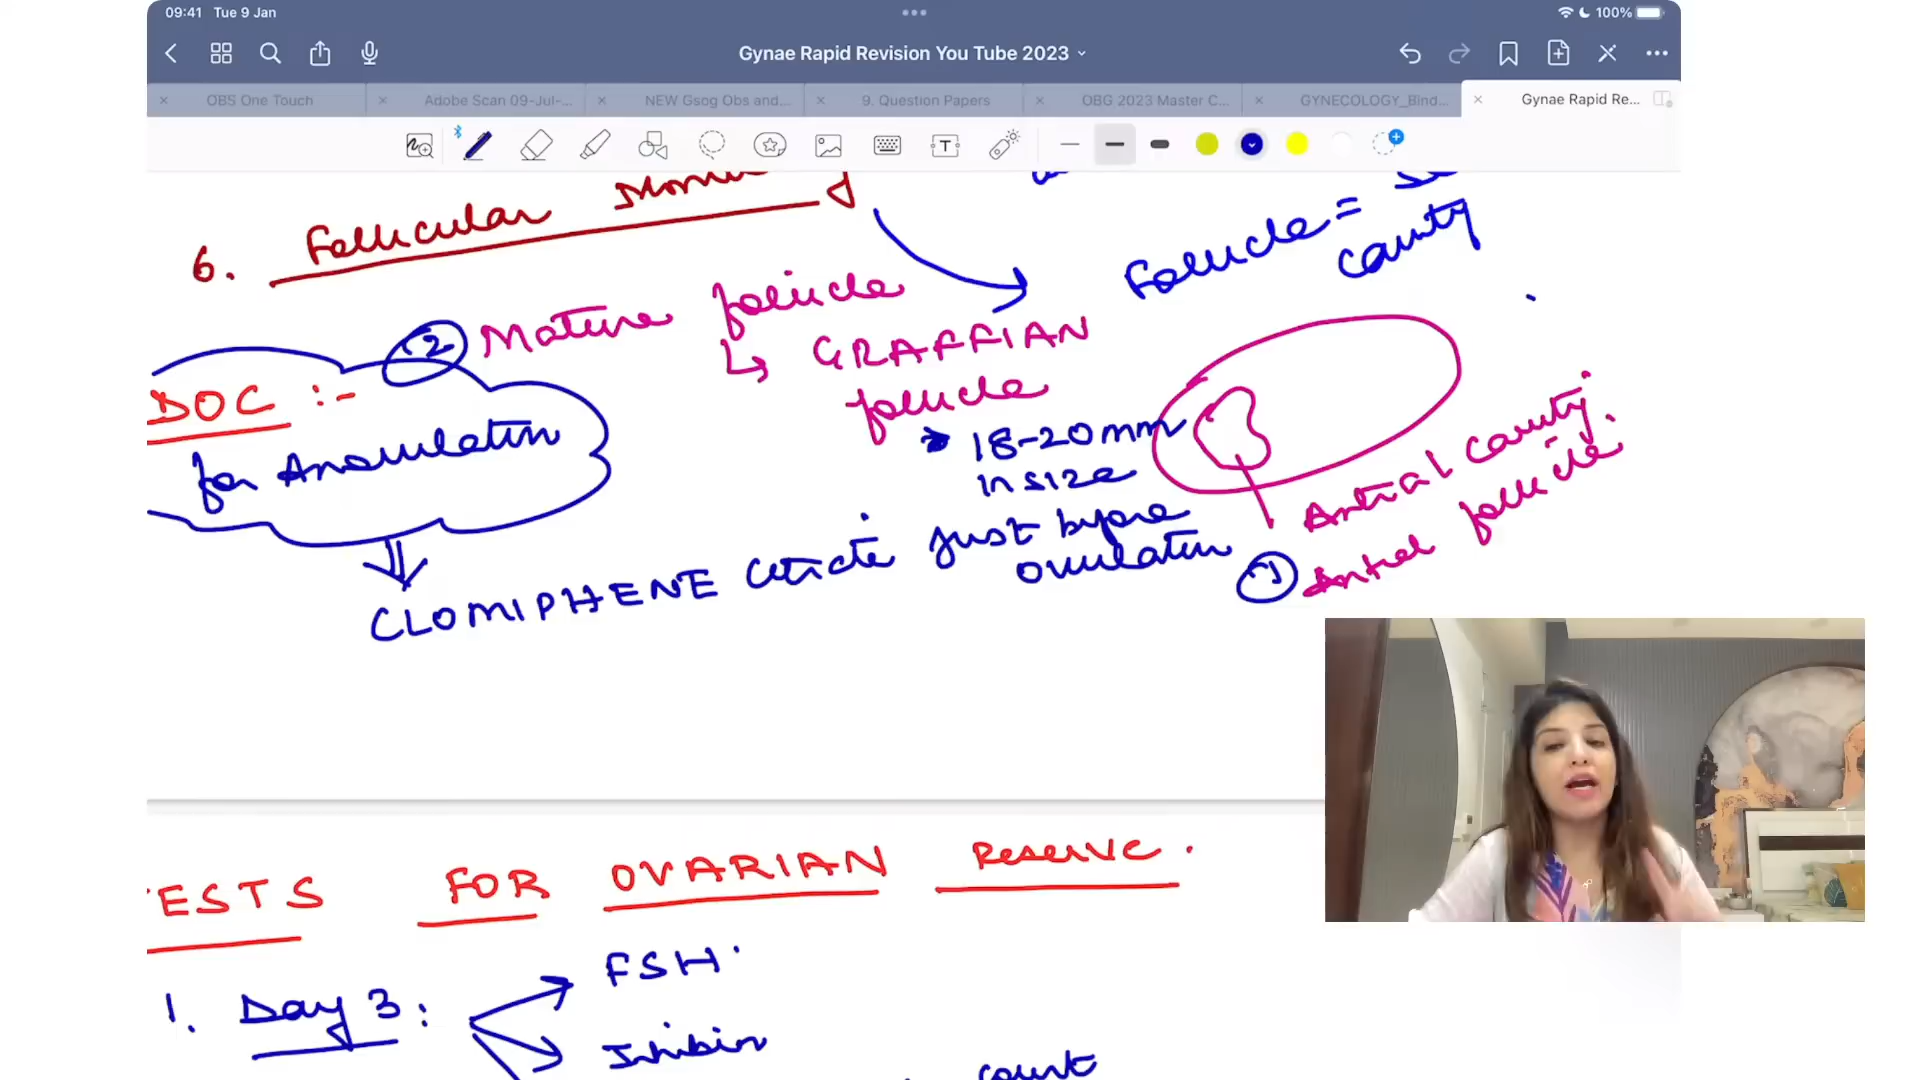 09:41 Tue 9 Jan
100%
Gynae Rapid Revision You Tube 2023
OBS One Touch
Adobe Scan 09-Jul-...
NEW Gsog Obs and...
9. Question Papers
OBG 2023 Master C...
GYNECOLOGY_Bind...
Gynae Rapid Re...
6. Follicular
Follicle =
cavity
2 Mature follicle
GRAFFIAN
follicle
18-20mm
in size
just before
ovulation
Antral cavity
1 Antral follicle.
DOC :-
for Anovulation
CLOMIPHENE citrate
TESTS FOR OVARIAN Reserve.
1. Day 3:
FSH
Inhibin
count